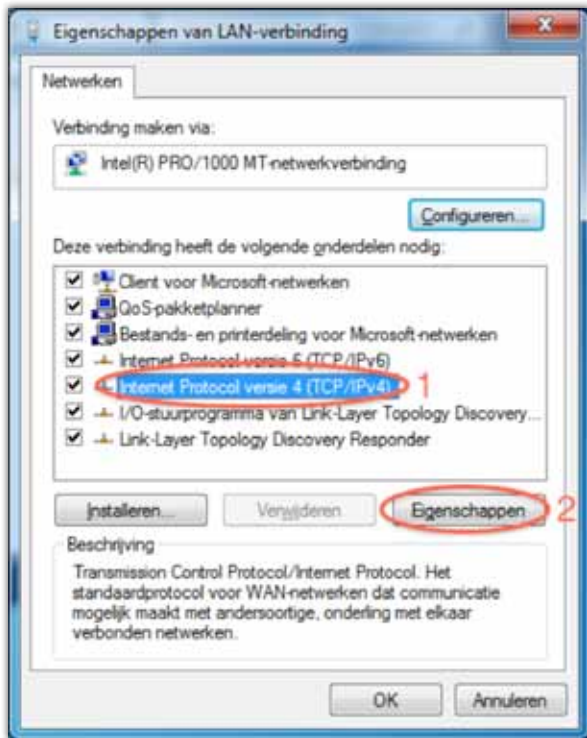 Eigenschappen van LAN-verbinding
Netwerken
Verbinding maken via:
Intel(R) PRO/1000 MT-netwerkverbinding
Configureren...
Deze verbinding heeft de volgende onderdelen nodig:
Client voor Microsoft-netwerken
QoS-pakketplanner
Bestands- en printerdeling voor Microsoft-netwerken
Internet Protocol versie 6 (TCP/IPv6)
Internet Protocol versie 4 (TCP/IPv4) 1
I/O-stuurprogramma van Link-Layer Topology Discovery...
Link-Layer Topology Discovery Responder
Installeren... Verwijderen Eigenschappen 2
Beschrijving
Transmission Control Protocol/Internet Protocol. Het
standaardprotocol voor WAN-netwerken dat communicatie
mogelijk maakt met andersoortige, onderling met elkaar
verbonden netwerken.
OK Annuleren